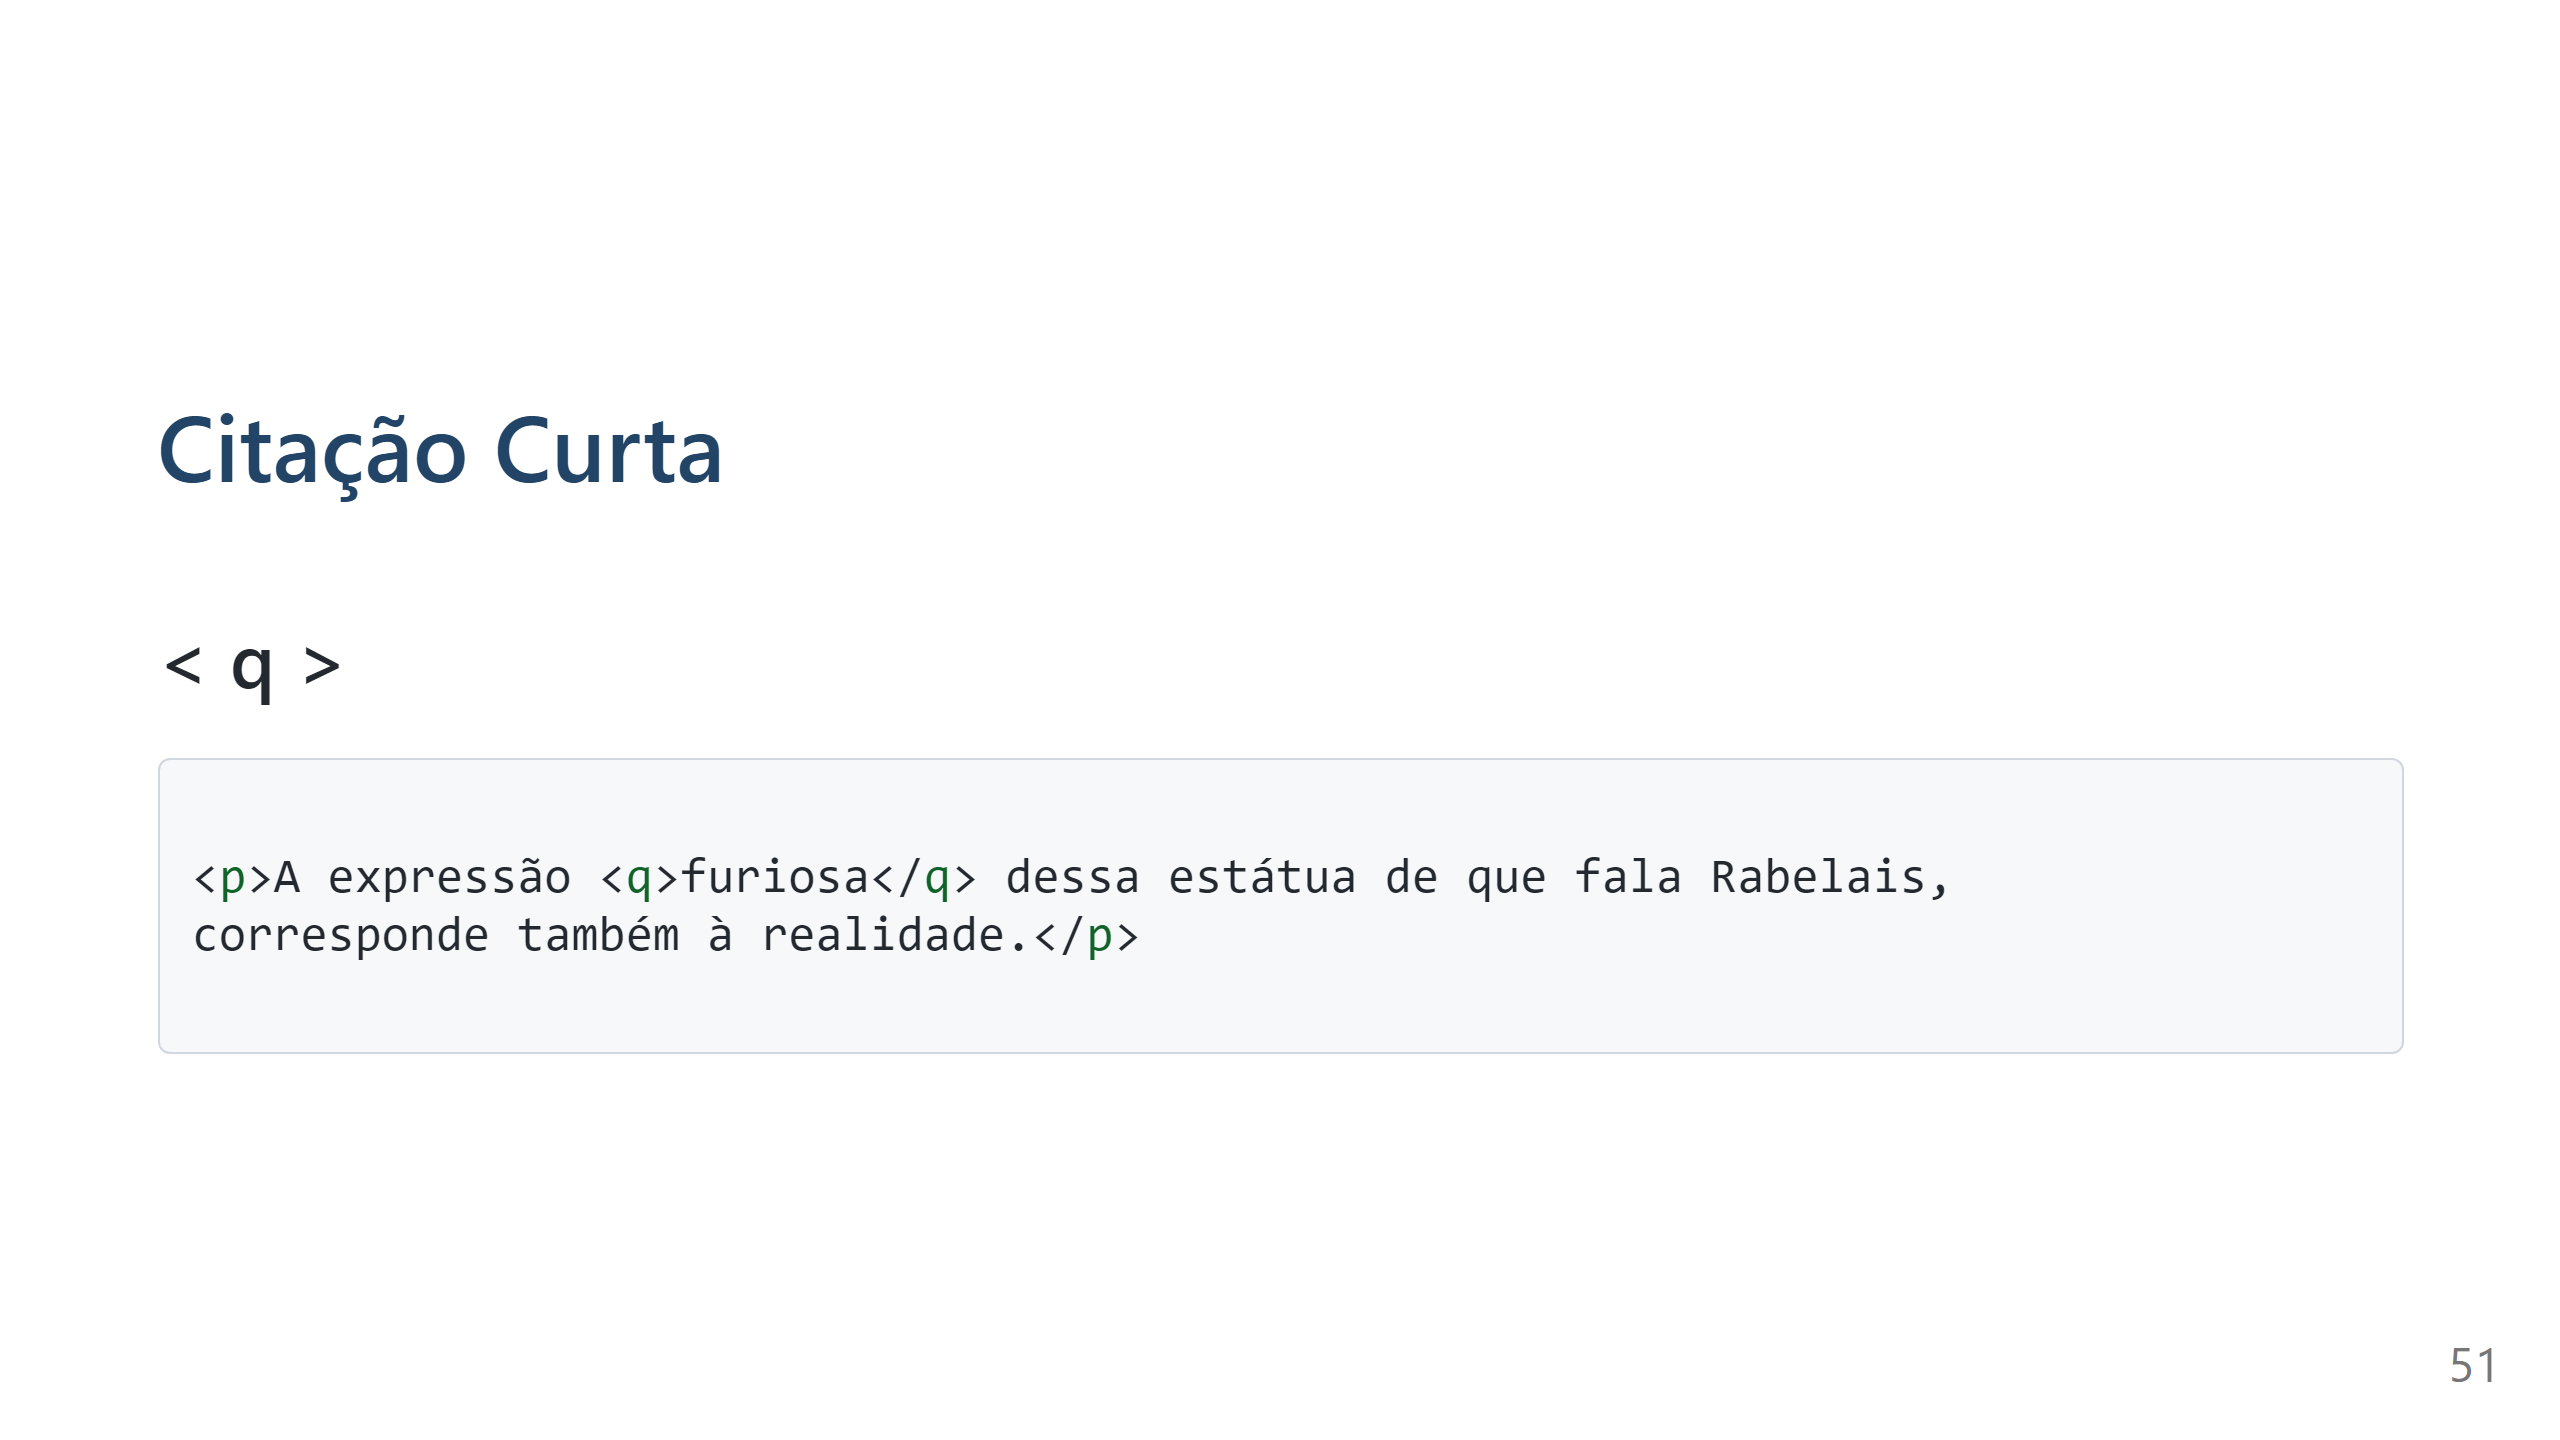 Citação Curta
< q >
<p>A expressão <q>furiosa</q> dessa estátua de que fala Rabelais,
corresponde também à realidade.</p>
51